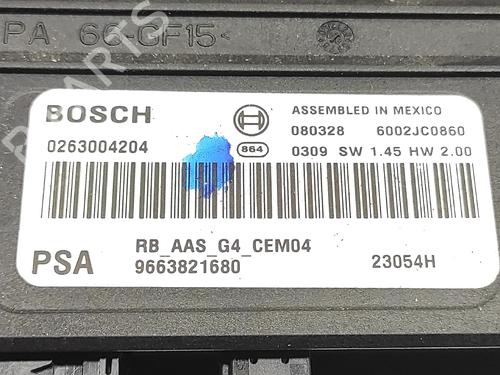 PA 66-GF15<
BOSCH
ASSEMBLED IN MEXICO
080328 6002JC0860
0263004204
864
0309 SW 1.45 HW 2.00
PSA
RB_AAS_G4_CEM04
9663821680
23054H
PARTS